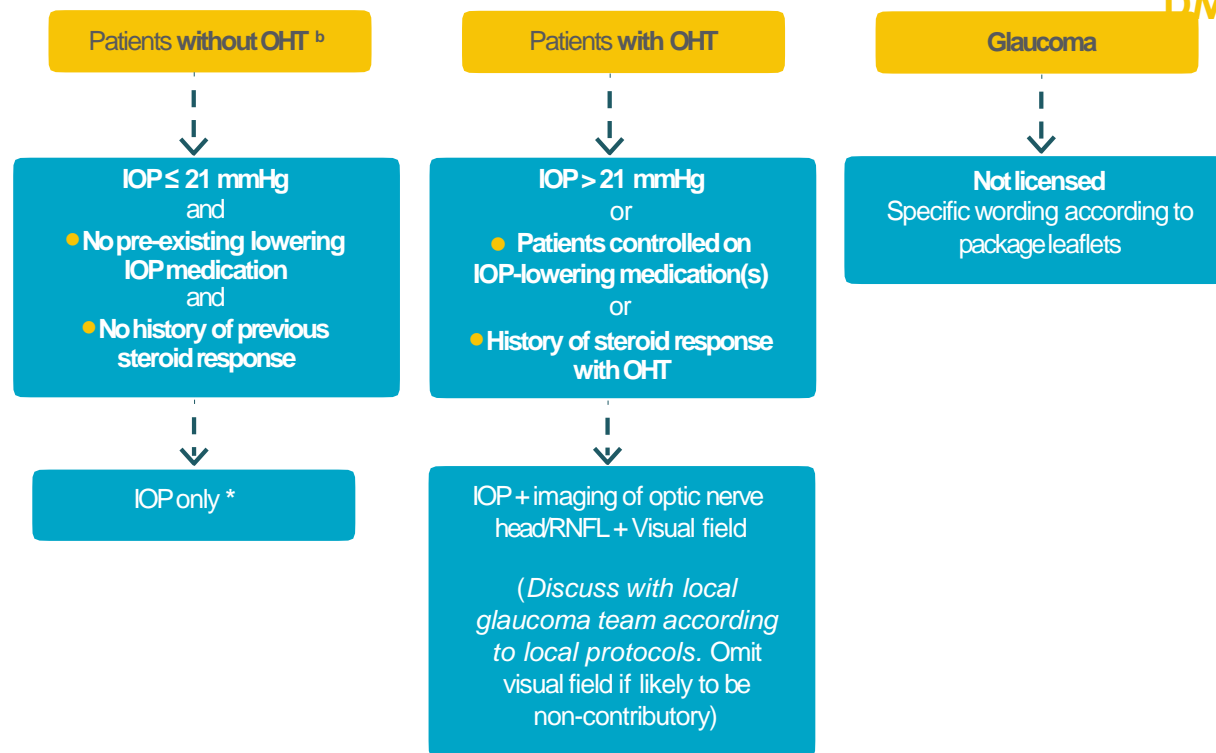 DM
Patients without OHT b
IOP ≤ 21 mmHg
and
• No pre-existing lowering
IOP medication
and
• No history of previous
steroid response
IOP only *
Patients with OHT
IOP > 21 mmHg
or
• Patients controlled on
IOP-lowering medication(s)
or
• History of steroid response
with OHT
IOP + imaging of optic nerve
head/RNFL + Visual field
(Discuss with local
glaucoma team according
to local protocols. Omit
visual field if likely to be
non-contributory)
Glaucoma
Not licensed
Specific wording according to
package leaflets